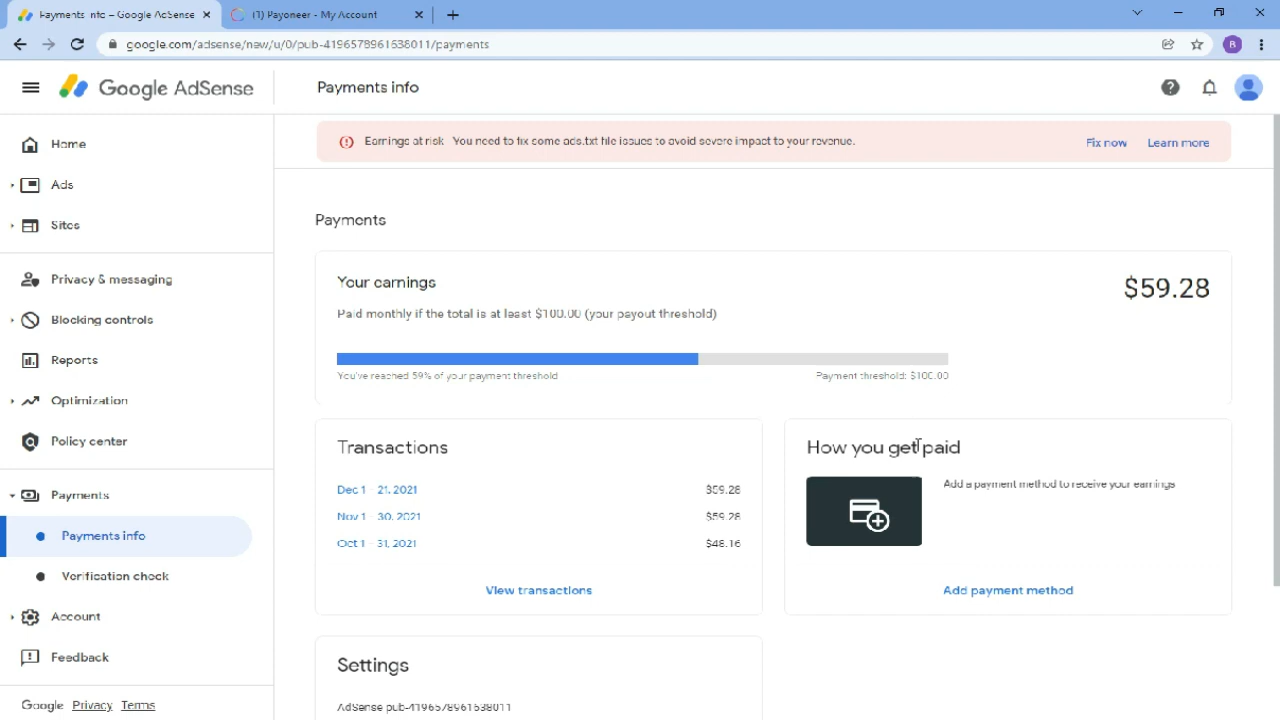 Payments info – Google AdSense
(1) Payoneer - My Account
google.com/adsense/new/u/0/pub-4196578961638011/payments
B
Google AdSense
Payments info
Earnings at risk You need to fix some ads.txt file issues to avoid severe impact to your revenue.
Fix now
Learn more
Home
Ads
Sites
Privacy & messaging
Blocking controls
Reports
Optimization
Policy center
Payments
Payments info
Verification check
Account
Feedback
Google Privacy Terms
Payments
Your earnings
$59.28
Paid monthly if the total is at least $100.00 (your payout threshold)
You've reached 59% of your payment threshold
Payment threshold: $100.00
Transactions
Dec 1 – 21, 2021 $59.28
Nov 1 – 30, 2021 $59.28
Oct 1 – 31, 2021 $48.16
View transactions
How you get paid
Add a payment method to receive your earnings
Add payment method
Settings
AdSense pub-4196578961638011